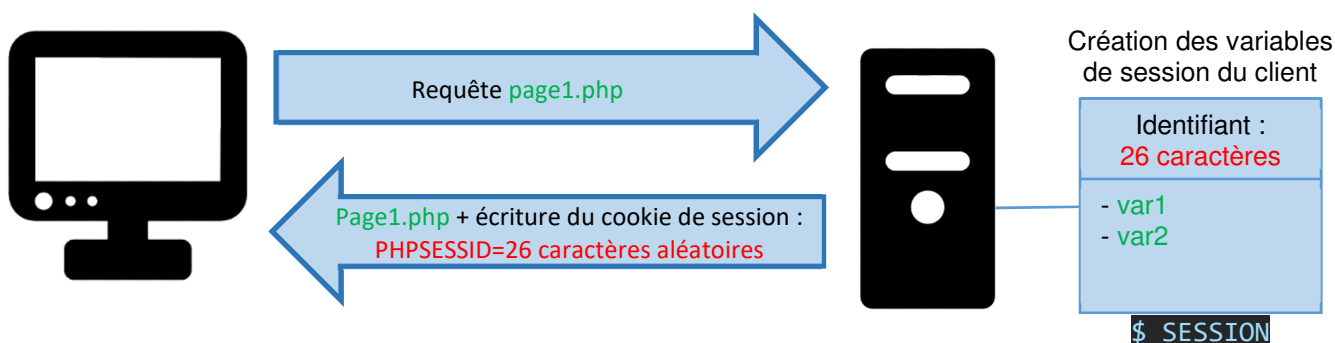 Requête page1.php
Page1.php + écriture du cookie de session :
PHPSESSID=26 caractères aléatoires
Création des variables
de session du client
Identifiant :
26 caractères
- var1
- var2
$ SESSION